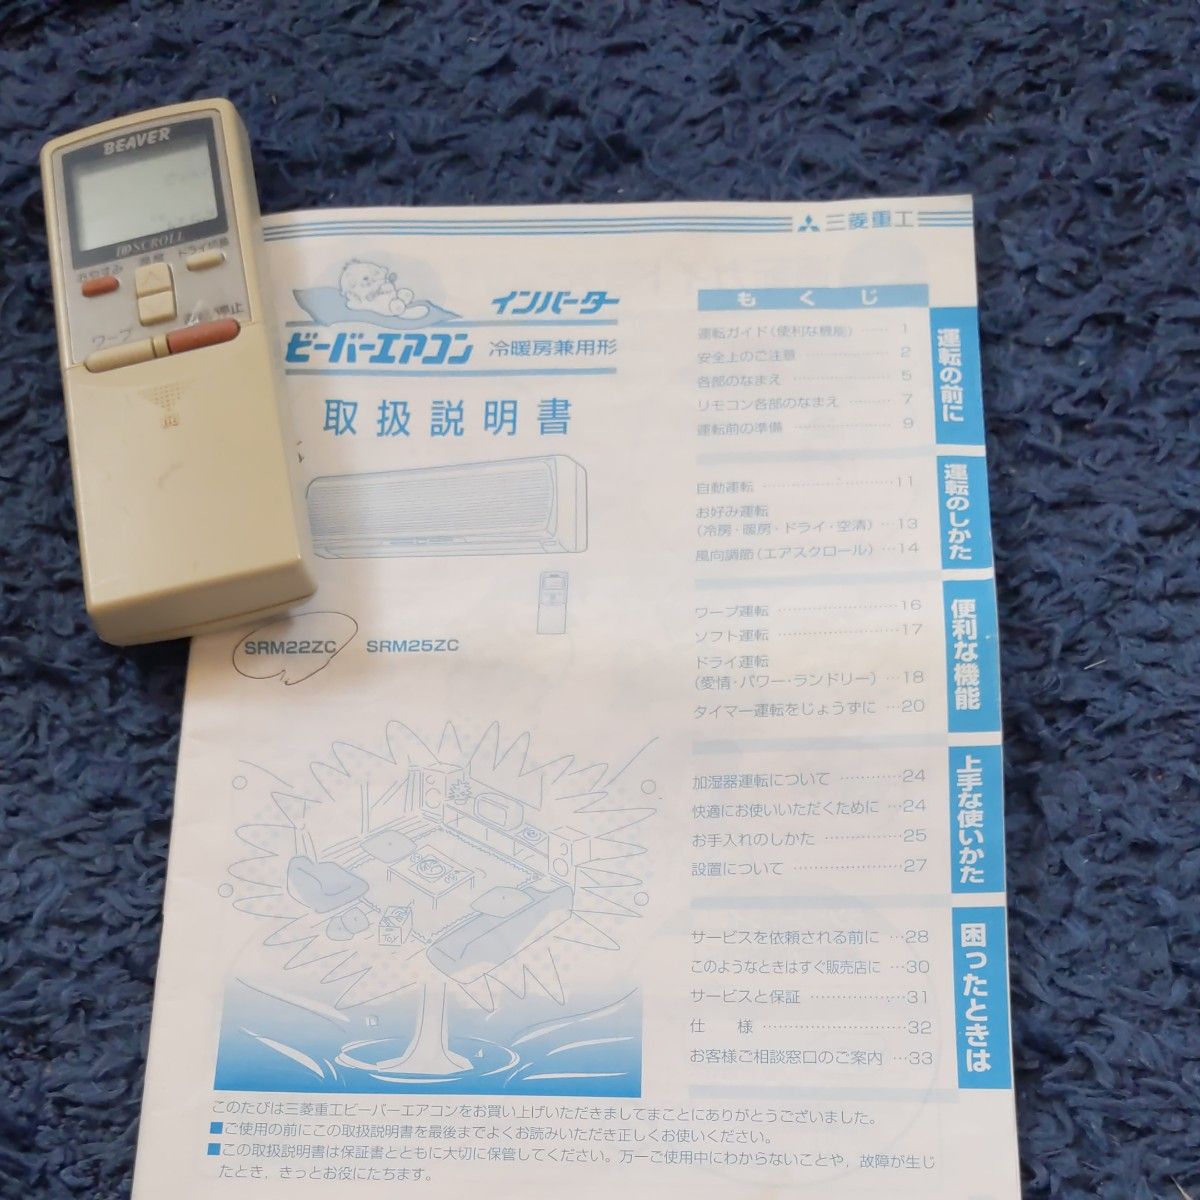 BEAVER
3D SCROLL
おやすみ
温度
ドライ切換
ワープ
停止
三菱重工
インバーター
ビーバーエアコン 冷暖房兼用形
取扱説明書
SRM22ZC SRM25ZC
もくじ
運転の前に
運転ガイド(便利な機能) …… 1
安全上のご注意 …………… 2
各部のなまえ …………… 5
リモコン各部のなまえ ……… 7
運転前の準備 …………… 9
運転のしかた
自動運転 …………………11
お好み運転
(冷房・暖房・ドライ・空清) …13
風向調節(エアスクロール) …14
便利な機能
ワープ運転 ………………16
ソフト運転 ………………17
ドライ運転
(愛情・パワー・ランドリー) …18
タイマー運転をじょうずに …20
上手な使いかた
加湿器運転について …………24
快適にお使いいただくために …24
お手入れのしかた …………25
設置について ………………27
困ったときは
サービスを依頼される前に …28
このようなときはすぐ販売店に …30
サービスと保証 ………………31
仕 様 ……………………32
お客様ご相談窓口のご案内 …33
このたびは三菱重工ビーバーエアコンをお買い上げいただきましてまことにありがとうございました。
■ご使用の前にこの取扱説明書を最後までよくお読みいただき正しくお使いください。
■この取扱説明書は保証書とともに大切に保管してください。万一ご使用中にわからないことや、故障が生じ
たとき、きっとお役にたちます。